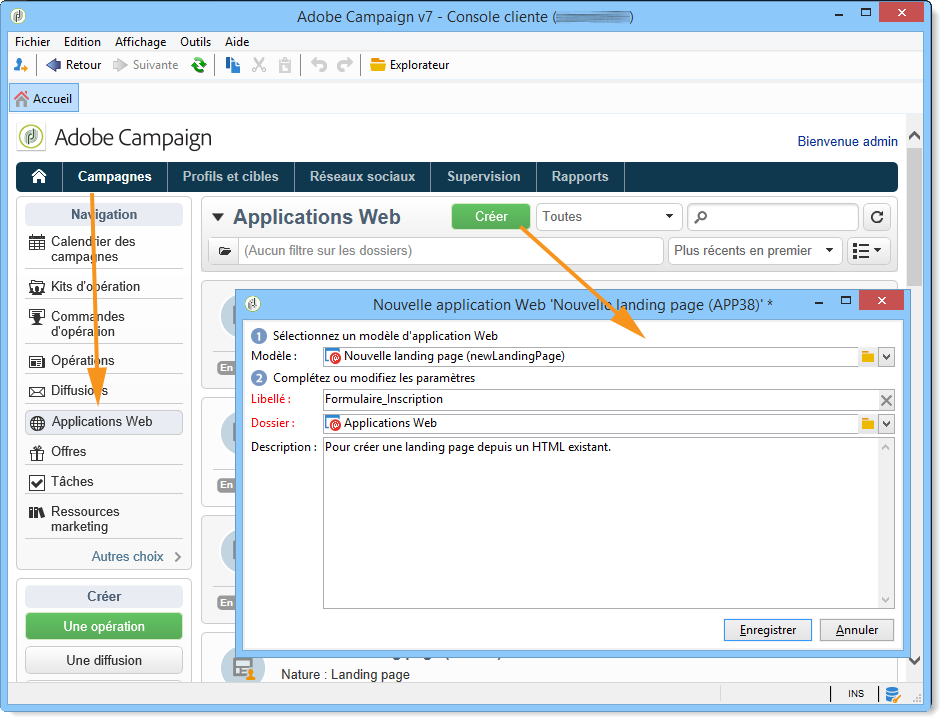 Adobe Campaign v7 - Console cliente (
Fichier Edition Affichage Outils Aide
Retour Suivante Explorateur
Accueil
Adobe Campaign
Bienvenue admin
Campagnes Profils et cibles Réseaux sociaux Supervision Rapports
Navigation
Calendrier des
campagnes
Kits d'opération
Commandes
d'opération
Opérations
Diffusions
Applications Web
Offres
Tâches
Ressources
marketing
Autres choix
Créer
Une opération
Une diffusion
Applications Web Créer Toutes
(Aucun filtre sur les dossiers) Plus récents en premier
En
En
En
Nature : Landing page
Nouvelle application Web 'Nouvelle landing page (APP38)' *
1 Sélectionnez un modèle d'application Web
Modèle : Nouvelle landing page (newLandingPage)
2 Complétez ou modifiez les paramètres
Libellé : Formulaire_Inscription
Dossier : Applications Web
Description : Pour créer une landing page depuis un HTML existant.
Enregistrer Annuler
INS